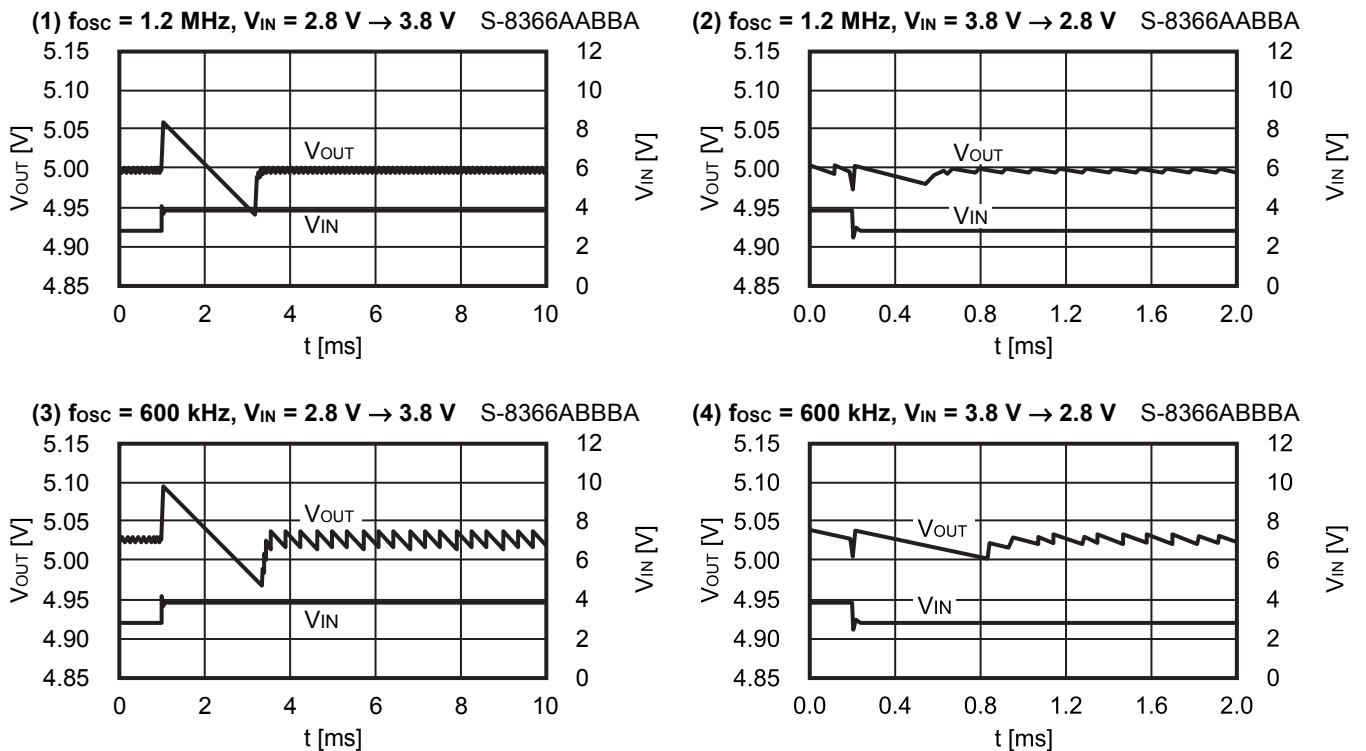 (1) fOSC = 1.2 MHz, VIN = 2.8 V → 3.8 V S-8366AABBA
5.15
5.10
5.05
5.00
4.95
4.90
4.85
VOUT [V]
12
10
8
6
4
2
0
VIN [V]
VOUT
VIN
0 2 4 6 8 10
t [ms]
(2) fOSC = 1.2 MHz, VIN = 3.8 V → 2.8 V S-8366AABBA
5.15
5.10
5.05
5.00
4.95
4.90
4.85
VOUT [V]
12
10
8
6
4
2
0
VIN [V]
VOUT
VIN
0.0 0.4 0.8 1.2 1.6 2.0
t [ms]
(3) fOSC = 600 kHz, VIN = 2.8 V → 3.8 V S-8366ABBBA
5.15
5.10
5.05
5.00
4.95
4.90
4.85
VOUT [V]
12
10
8
6
4
2
0
VIN [V]
VOUT
VIN
0 2 4 6 8 10
t [ms]
(4) fOSC = 600 kHz, VIN = 3.8 V → 2.8 V S-8366ABBBA
5.15
5.10
5.05
5.00
4.95
4.90
4.85
VOUT [V]
12
10
8
6
4
2
0
VIN [V]
VOUT
VIN
0.0 0.4 0.8 1.2 1.6 2.0
t [ms]